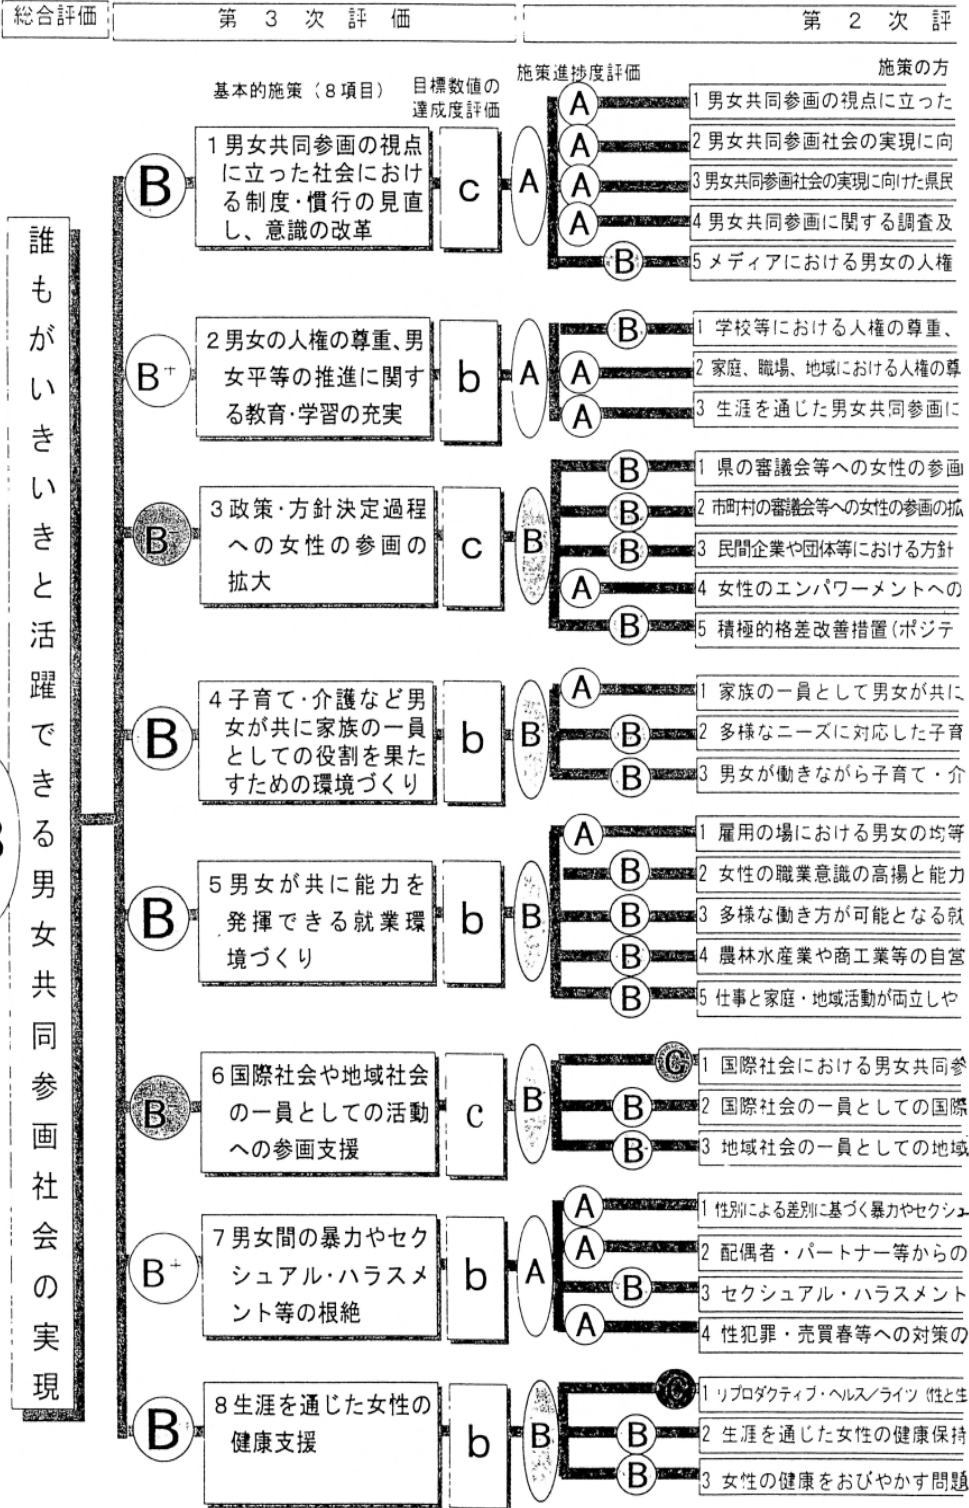 総合評価
第3次評価
第2次評
基本的施策（8項目）
目標数値の
達成度評価
施策進捗度評価
施策の方
誰もがいきいきと活躍できる男女共同参画社会の実現
B
1男女共同参画の視点
に立った社会におけ
る制度・慣行の見直
し、意識の改革
c
A
A
1男女共同参画の視点に立った
A
2男女共同参画社会の実現に向
A
3男女共同参画社会の実現に向けた県民
A
4男女共同参画に関する調査及
B
5メディアにおける男女の人権
B+
2男女の人権の尊重、男
女平等の推進に関す
る教育・学習の充実
b
A
B
1 学校等における人権の尊重、
A
2 家庭、職場、地域における人権の尊
A
3 生涯を通じた男女共同参画に
B-
3政策・方針決定過程
への女性の参画の
拡大
c
B
B
1 県の審議会等への女性の参画
B
2 市町村の審議会等への女性の参画の拡
B
3 民間企業や団体等における方針
A
4 女性のエンパワーメントへの
B
5 積極的格差改善措置(ポジテ
B
4子育て・介護など男
女が共に家族の一員
としての役割を果た
すための環境づくり
b
B
A
1 家族の一員として男女が共に
B
2 多様なニーズに対応した子育
B
3 男女が働きながら子育て・介
B
5男女が共に能力を
発揮できる就業環
境づくり
b
B
A
1 雇用の場における男女の均等
B
2 女性の職業意識の高揚と能力
B
3 多様な働き方が可能となる就
B
4 農林水産業や商工業等の自営
B
5 仕事と家庭・地域活動が両立しや
B-
6国際社会や地域社会
の一員としての活動
への参画支援
c
B
C
1 国際社会における男女共同参
B
2 国際社会の一員としての国際
B
3 地域社会の一員としての地域
B+
7男女間の暴力やセク
シュアル・ハラスメ
ント等の根絶
b
A
A
1 性別による差別に基づく暴力やセクシュ
A
2 配偶者・パートナー等からの
B
3 セクシュアル・ハラスメント
A
4 性犯罪・売買春等への対策の
B
8生涯を通じた女性の
健康支援
b
B
C
1 リプロダクティブ・ヘルス/ライツ（性と生
B
2 生涯を通じた女性の健康保持
B
3 女性の健康をおびやかす問題